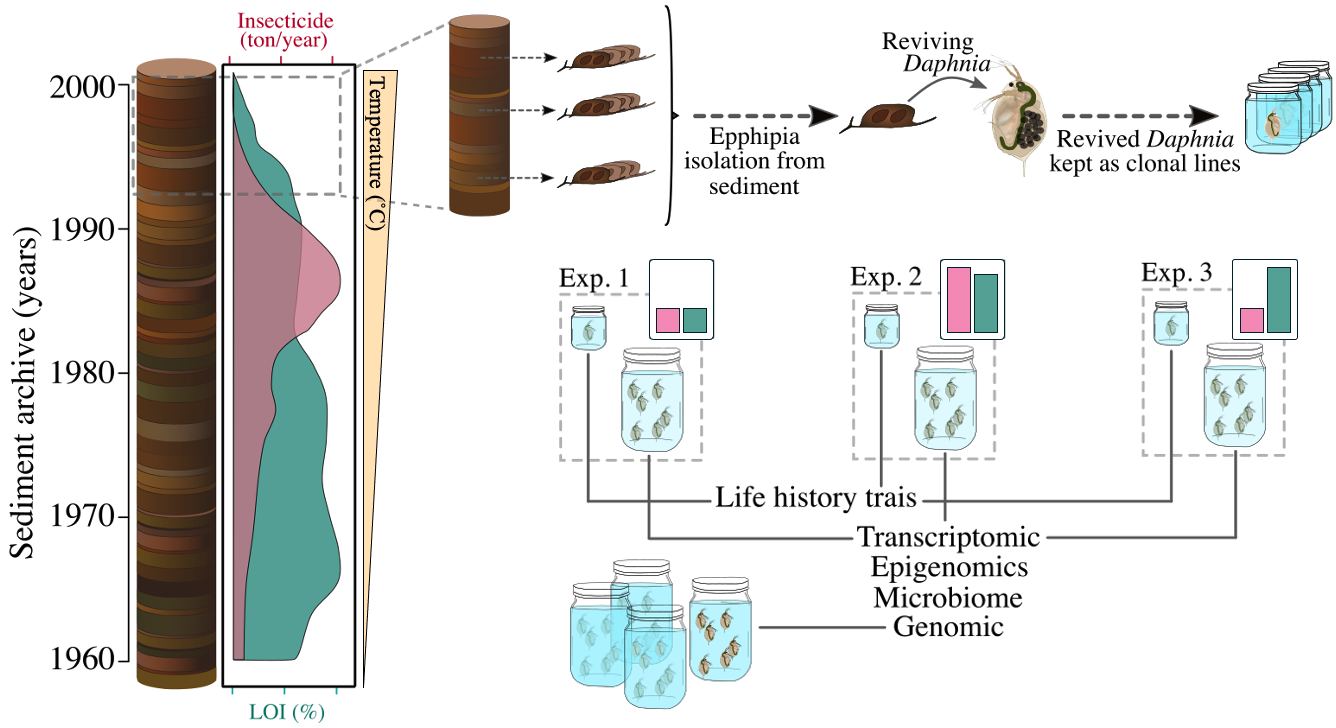 Insecticide
(ton/year)
2000
1990
1980
1970
1960
Sediment archive (years)
LOI (%)
Temperature (°C)
Epphipia
isolation from
sediment
Reviving
Daphnia
Revived Daphnia
kept as clonal lines
Exp. 1
Exp. 2
Exp. 3
Life history trais
Transcriptomic
Epigenomics
Microbiome
Genomic